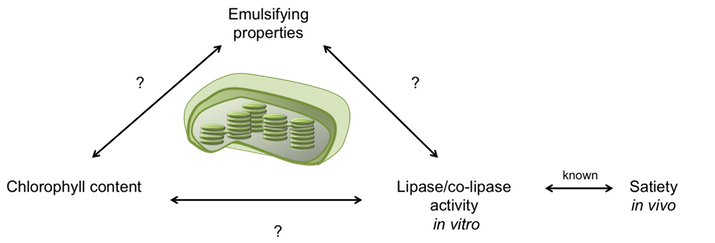 Emulsifying
properties
?
?
Chlorophyll content
Lipase/co-lipase
activity
in vitro
known
Satiety
in vivo
?